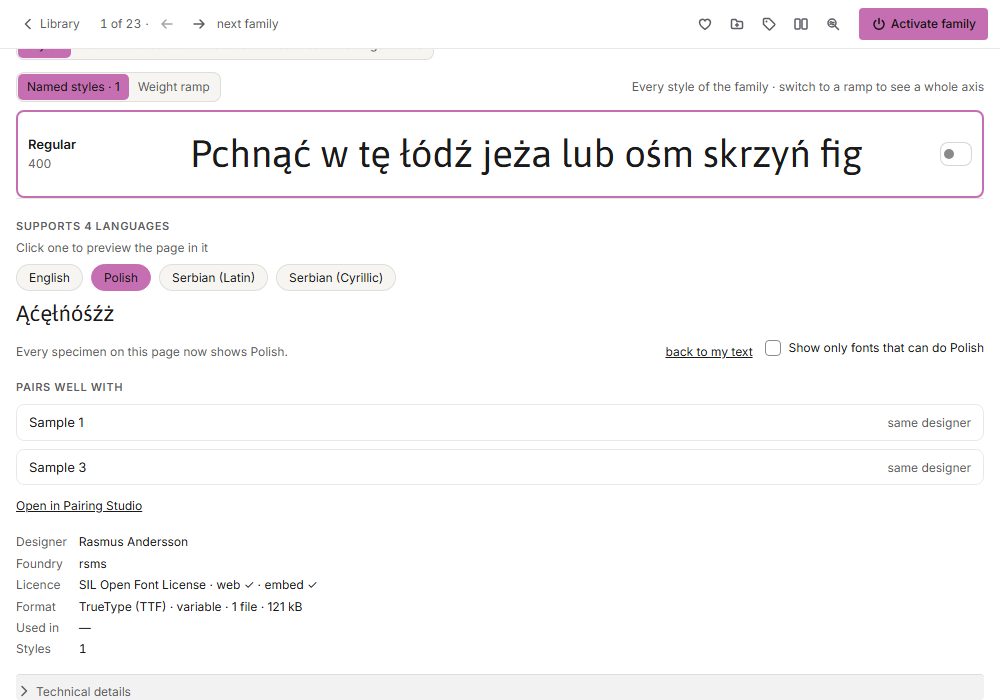 Library 1 of 23 · next family Activate family
Named styles · 1 Weight ramp Every style of the family · switch to a ramp to see a whole axis
Regular
400
Pchnąć w tę łódź jeża lub ośm skrzyń fig
SUPPORTS 4 LANGUAGES
Click one to preview the page in it
English Polish Serbian (Latin) Serbian (Cyrillic)
Ąćęłńóśźż
Every specimen on this page now shows Polish. back to my text Show only fonts that can do Polish
PAIRS WELL WITH
Sample 1 same designer
Sample 3 same designer
Open in Pairing Studio
Designer Rasmus Andersson
Foundry rsms
Licence SIL Open Font License · web ✓ · embed ✓
Format TrueType (TTF) · variable · 1 file · 121 kB
Used in —
Styles 1
Technical details